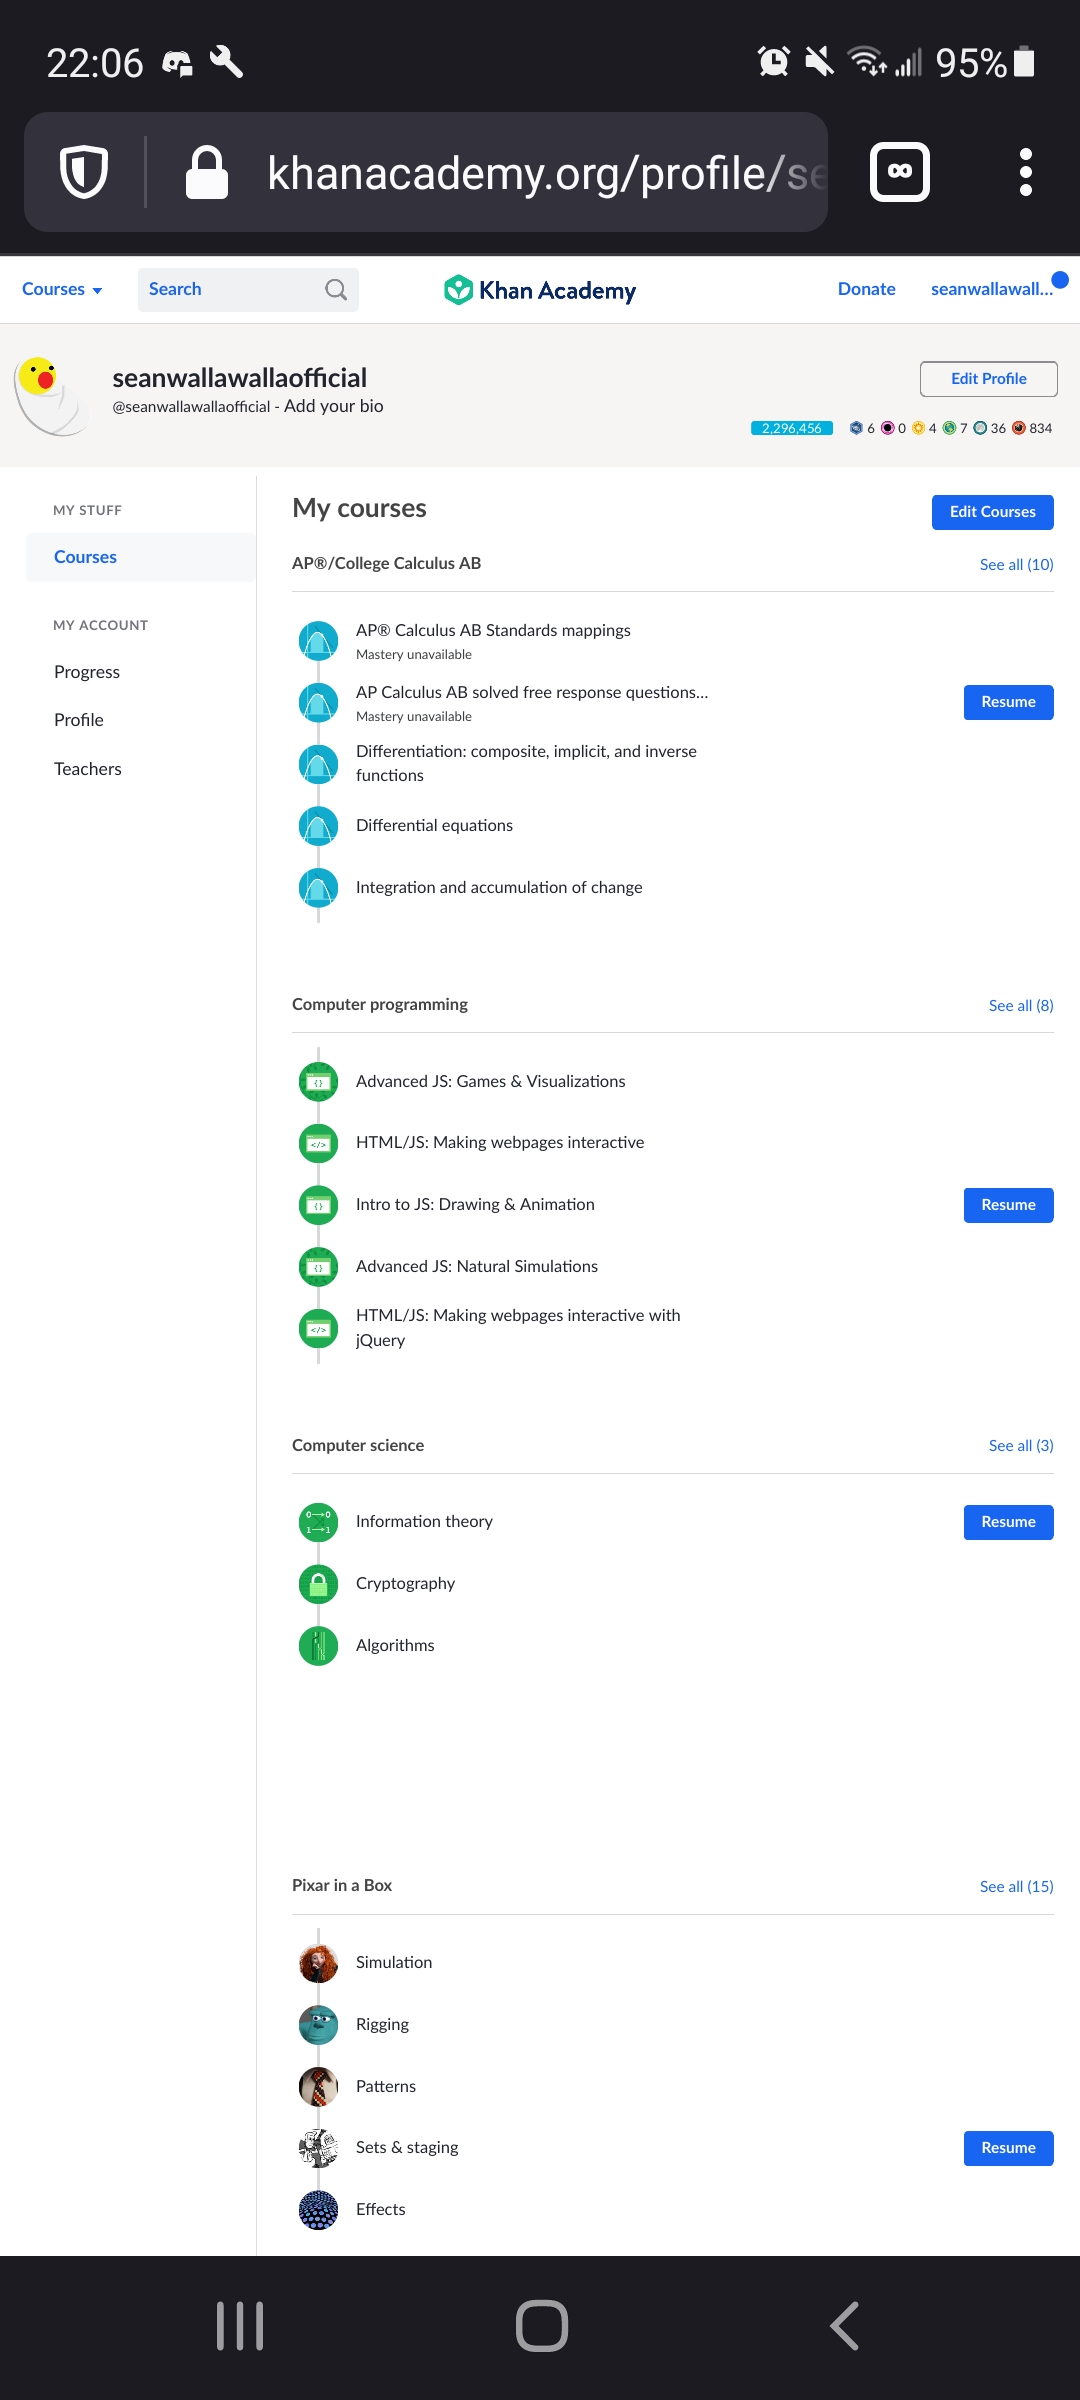 22:06
95%
khanacademy.org/profile/se
Courses
Search
Khan Academy
Donate
seanwallawall...
seanwallawallaofficial
@seanwallawallaofficial - Add your bio
Edit Profile
2,296,456 6 0 4 7 36 834
MY STUFF
Courses
MY ACCOUNT
Progress
Profile
Teachers
My courses
Edit Courses
AP®/College Calculus AB
See all (10)
AP® Calculus AB Standards mappings
Mastery unavailable
AP Calculus AB solved free response questions...
Mastery unavailable
Resume
Differentiation: composite, implicit, and inverse
functions
Differential equations
Integration and accumulation of change
Computer programming
See all (8)
Advanced JS: Games & Visualizations
HTML/JS: Making webpages interactive
Intro to JS: Drawing & Animation
Resume
Advanced JS: Natural Simulations
HTML/JS: Making webpages interactive with
jQuery
Computer science
See all (3)
Information theory
Resume
Cryptography
Algorithms
Pixar in a Box
See all (15)
Simulation
Rigging
Patterns
Sets & staging
Resume
Effects